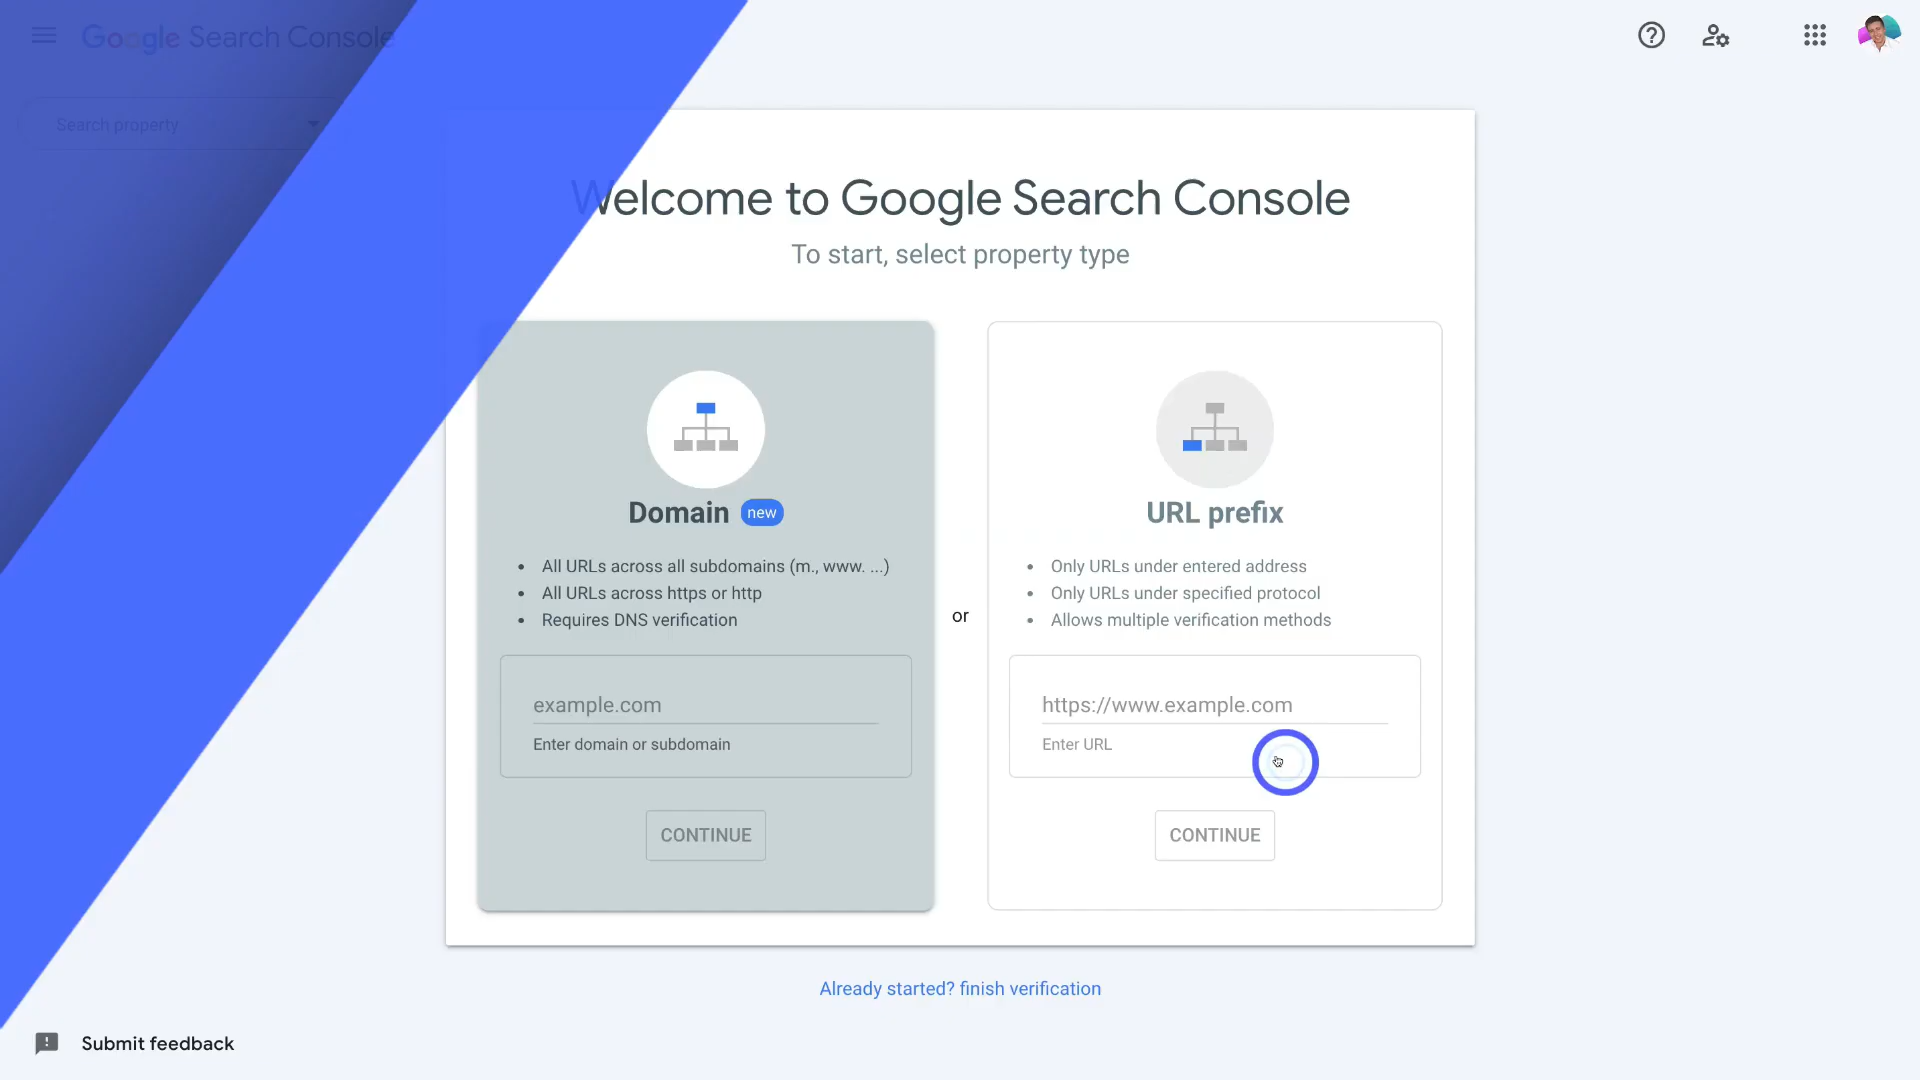 Google Search Console
Search property
Welcome to Google Search Console
To start, select property type
Domain new
All URLs across all subdomains (m., www. ...)
All URLs across https or http
Requires DNS verification
example.com
Enter domain or subdomain
CONTINUE
or
URL prefix
Only URLs under entered address
Only URLs under specified protocol
Allows multiple verification methods
https://www.example.com
Enter URL
CONTINUE
Already started? finish verification
Submit feedback